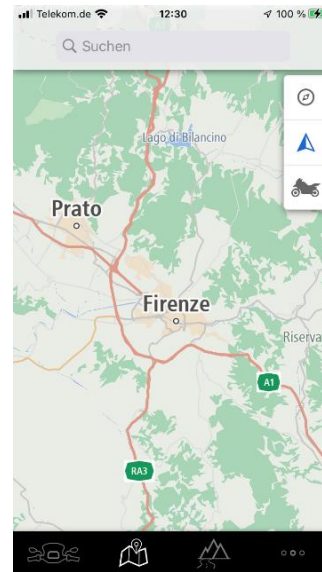 Telekom.de 12:30 100 %
Suchen
Lago di Bilancino
Prato
Firenze
Riserva
A1
RA3